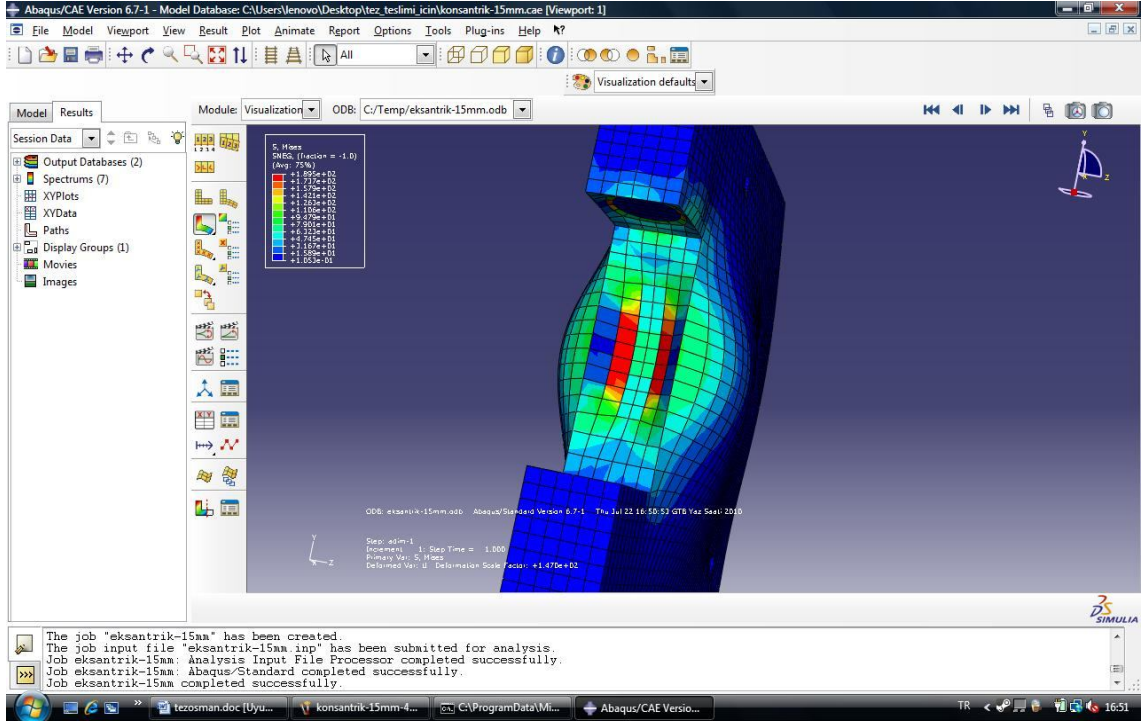 Abaqus/CAE Version 6.7-1 - Model Database: C:\Users\lenovo\Desktop\tez_teslimi_icin\konsantrik-15mm.cae [Viewport: 1]
File Model Viewport View Result Plot Animate Report Options Tools Plug-ins Help
All
Visualization defaults
Model Results
Module: Visualization ODB: C:/Temp/eksantrik-15mm.odb
Session Data
Output Databases (2)
Spectrums (7)
XYPlots
XYData
Paths
Display Groups (1)
Movies
Images
S, Mises
SNEG, (fraction = -1.0)
(Avg: 75%)
+1.895e+02
+1.737e+02
+1.579e+02
+1.421e+02
+1.263e+02
+1.106e+02
+9.479e+01
+7.901e+01
+6.323e+01
+4.745e+01
+3.167e+01
+1.589e+01
+1.053e-01
Y
Z
ODB: eksantrik-15mm.odb Abaqus/Standard Version 6.7-1 Thu Jul 22 16:50:53 GTB Yaz Saati 2010
Y
X
Z
Step: adim-1
Increment 1: Step Time = 1.000
Primary Var: S, Mises
Deformed Var: U Deformation Scale Factor: +1.470e+02
SIMULIA
The job "eksantrik-15mm" has been created.
The job input file "eksantrik-15mm.inp" has been submitted for analysis.
Job eksantrik-15mm: Analysis Input File Processor completed successfully.
Job eksantrik-15mm: Abaqus/Standard completed successfully.
Job eksantrik-15mm completed successfully.
tezosman.doc [Uyu... konsantrik-15mm-4... C:\ProgramData\Mi... Abaqus/CAE Versio... TR 16:51